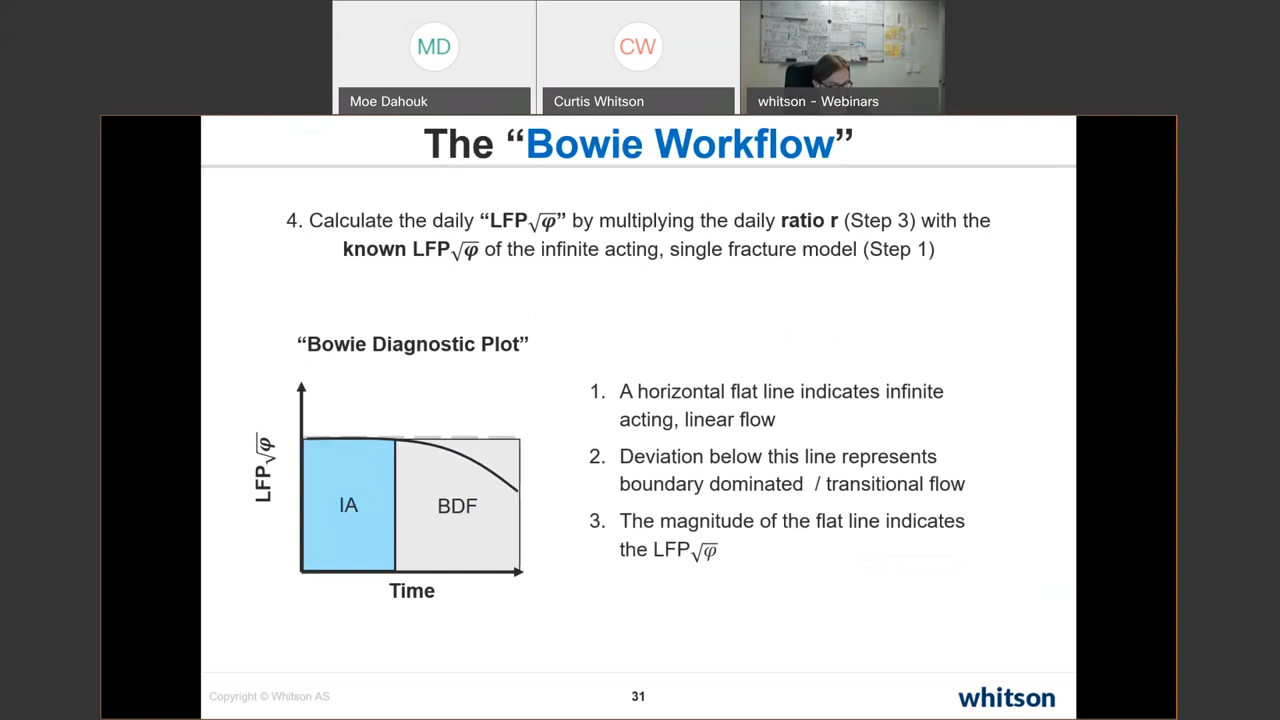 MD
CW
Moe Dahouk
Curtis Whitson
whitson - Webinars
The “Bowie Workflow”
4. Calculate the daily “LFP√φ” by multiplying the daily ratio r (Step 3) with the
known LFP√φ of the infinite acting, single fracture model (Step 1)
“Bowie Diagnostic Plot”
LFP√φ
IA
BDF
Time
1. A horizontal flat line indicates infinite
acting, linear flow
2. Deviation below this line represents
boundary dominated / transitional flow
3. The magnitude of the flat line indicates
the LFP√φ
Copyright © Whitson AS
31
whitson